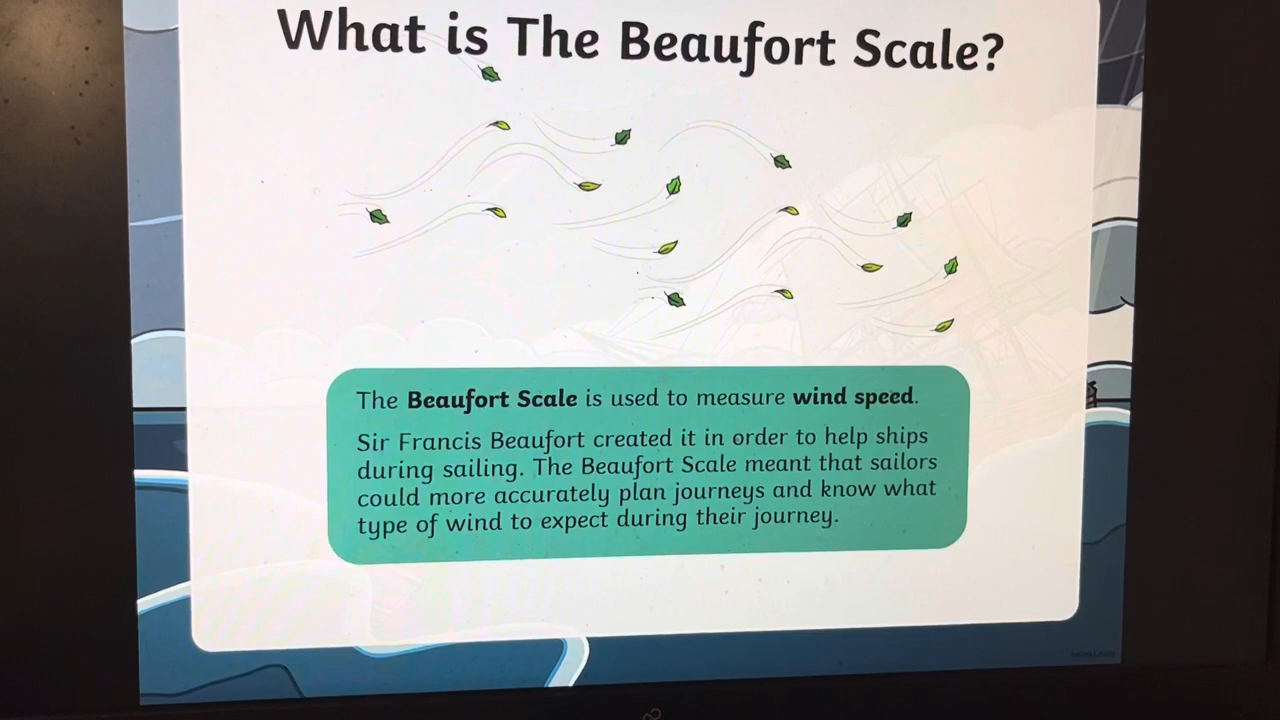 What is The Beaufort Scale?
The Beaufort Scale is used to measure wind speed.
Sir Francis Beaufort created it in order to help ships
during sailing. The Beaufort Scale meant that sailors
could more accurately plan journeys and know what
type of wind to expect during their journey.